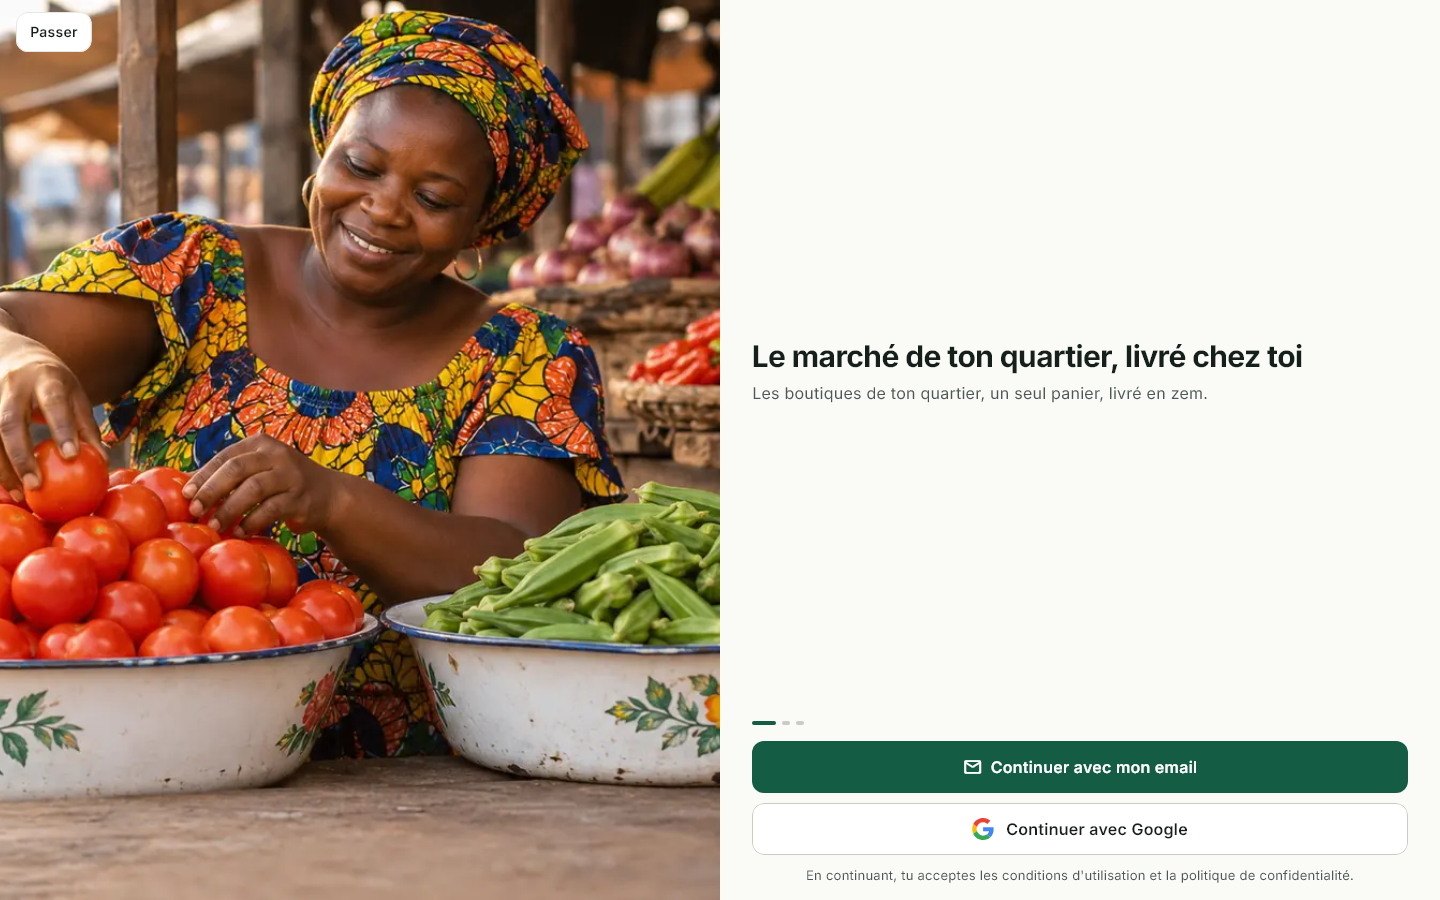 Passer
Le marché de ton quartier, livré chez toi
Les boutiques de ton quartier, un seul panier, livré en zem.
Continuer avec mon email
Continuer avec Google
En continuant, tu acceptes les conditions d'utilisation et la politique de confidentialité.